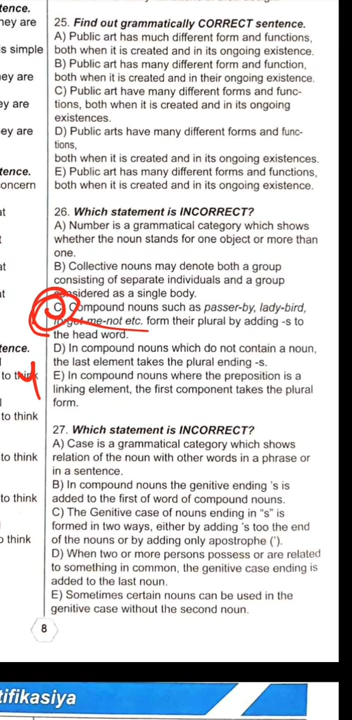 tence.
hey are
is simple
ey are
ey are
ey are
tence.
oncern
at
t
at
at
tence.
l
to think
l
to think
to think
to think
o think
25. Find out grammatically CORRECT sentence.
A) Public art has much different form and functions,
both when it is created and in its ongoing existence.
B) Public art has many different form and function,
both when it is created and in their ongoing existence.
C) Public art have many different forms and func-
tions, both when it is created and in its ongoing
existences.
D) Public arts have many different forms and func-
tions,
both when it is created and in its ongoing existences.
E) Public art has many different forms and functions,
both when it is created and in its ongoing existence.
26. Which statement is INCORRECT?
A) Number is a grammatical category which shows
whether the noun stands for one object or more than
one.
B) Collective nouns may denote both a group
consisting of separate individuals and a group
considered as a single body.
C) Compound nouns such as passer-by, lady-bird,
forget-me-not etc. form their plural by adding -s to
the head word.
D) In compound nouns which do not contain a noun,
the last element takes the plural ending -s.
E) In compound nouns where the preposition is a
linking element, the first component takes the plural
form.
27. Which statement is INCORRECT?
A) Case is a grammatical category which shows
relation of the noun with other words in a phrase or
in a sentence.
B) In compound nouns the genitive ending 's is
added to the first of word of compound nouns.
C) The Genitive case of nouns ending in "s" is
formed in two ways, either by adding 's too the end
of the nouns or by adding only apostrophe (').
D) When two or more persons possess or are related
to something in common, the genitive case ending is
added to the last noun.
E) Sometimes certain nouns can be used in the
genitive case without the second noun.
8
tifikasiya